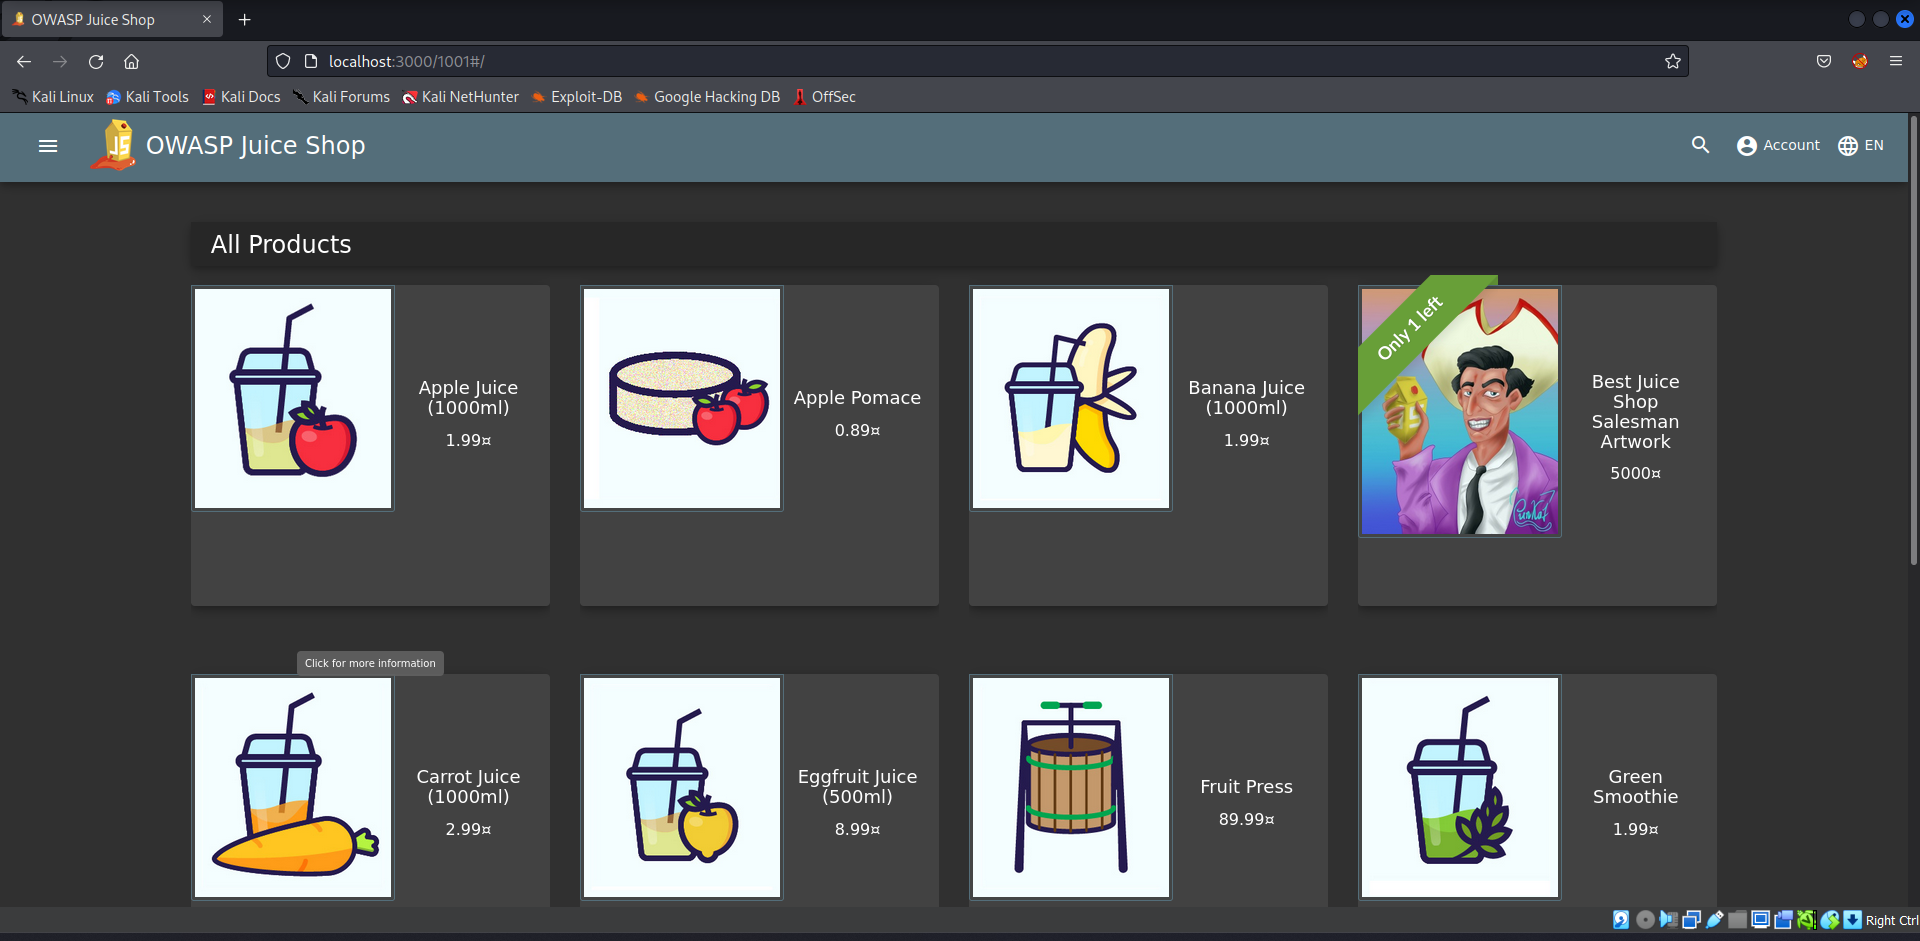 OWASP Juice Shop
localhost:3000/1001#/
Kali Linux Kali Tools Kali Docs Kali Forums Kali NetHunter Exploit-DB Google Hacking DB OffSec
JS OWASP Juice Shop Account EN
All Products
Only 1 left
Apple Juice
(1000ml)
1.99¤
Apple Pomace
0.89¤
Banana Juice
(1000ml)
1.99¤
Best Juice
Shop
Salesman
Artwork
5000¤
Click for more information
Carrot Juice
(1000ml)
2.99¤
Eggfruit Juice
(500ml)
8.99¤
Fruit Press
89.99¤
Green
Smoothie
1.99¤
Right Ctrl